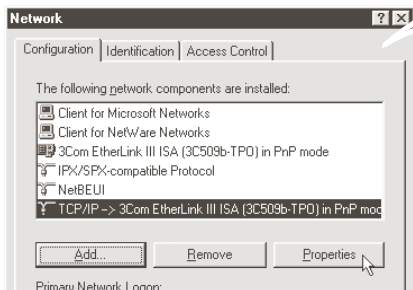 Network
Configuration Identification Access Control
The following network components are installed:
Client for Microsoft Networks
Client for NetWare Networks
3Com EtherLink III ISA (3C509b-TPO) in PnP mode
IPX/SPX-compatible Protocol
NetBEUI
TCP/IP -> 3Com EtherLink III ISA (3C509b-TPO) in PnP moc
Add... Remove Properties
Primary Network Logon: